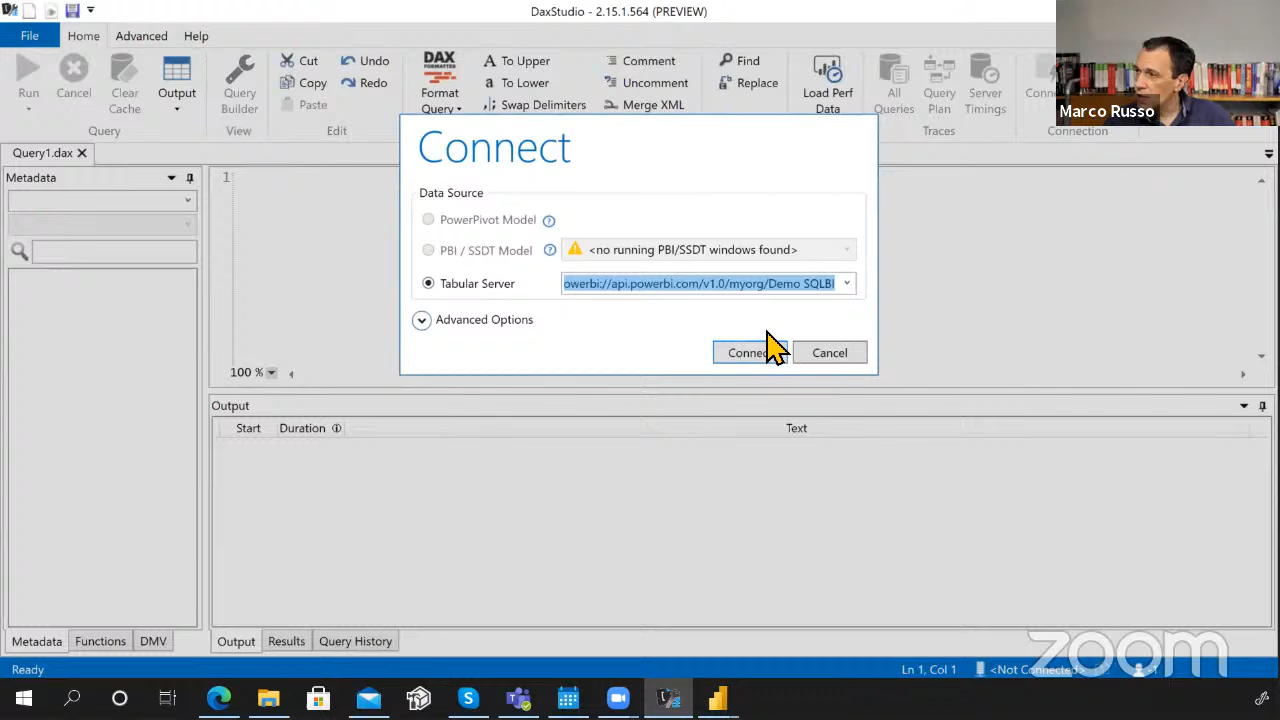 DaxStudio - 2.15.1.564 (PREVIEW)
File Home Advanced Help
Run
Cancel
Clear
Cache
Output
Query
Query
Builder
View
Cut
Copy
Paste
Undo
Redo
Edit
DAX
FORMATTER
Format
Query
To Upper
To Lower
Swap Delimiters
Comment
Uncomment
Merge XML
Find
Replace
Load Perf
Data
All
Queries
Query
Plan
Server
Timings
Traces
Connection
Marco Russo
Query1.dax
Metadata
1
Connect
Data Source
PowerPivot Model
PBI / SSDT Model <no running PBI/SSDT windows found>
Tabular Server owerbi://api.powerbi.com/v1.0/myorg/Demo SQLBI
Advanced Options
Connect Cancel
100 %
Output
Start Duration Text
Metadata Functions DMV
Output Results Query History
Ready
Ln 1, Col 1
<Not Connected>
-1
zoom